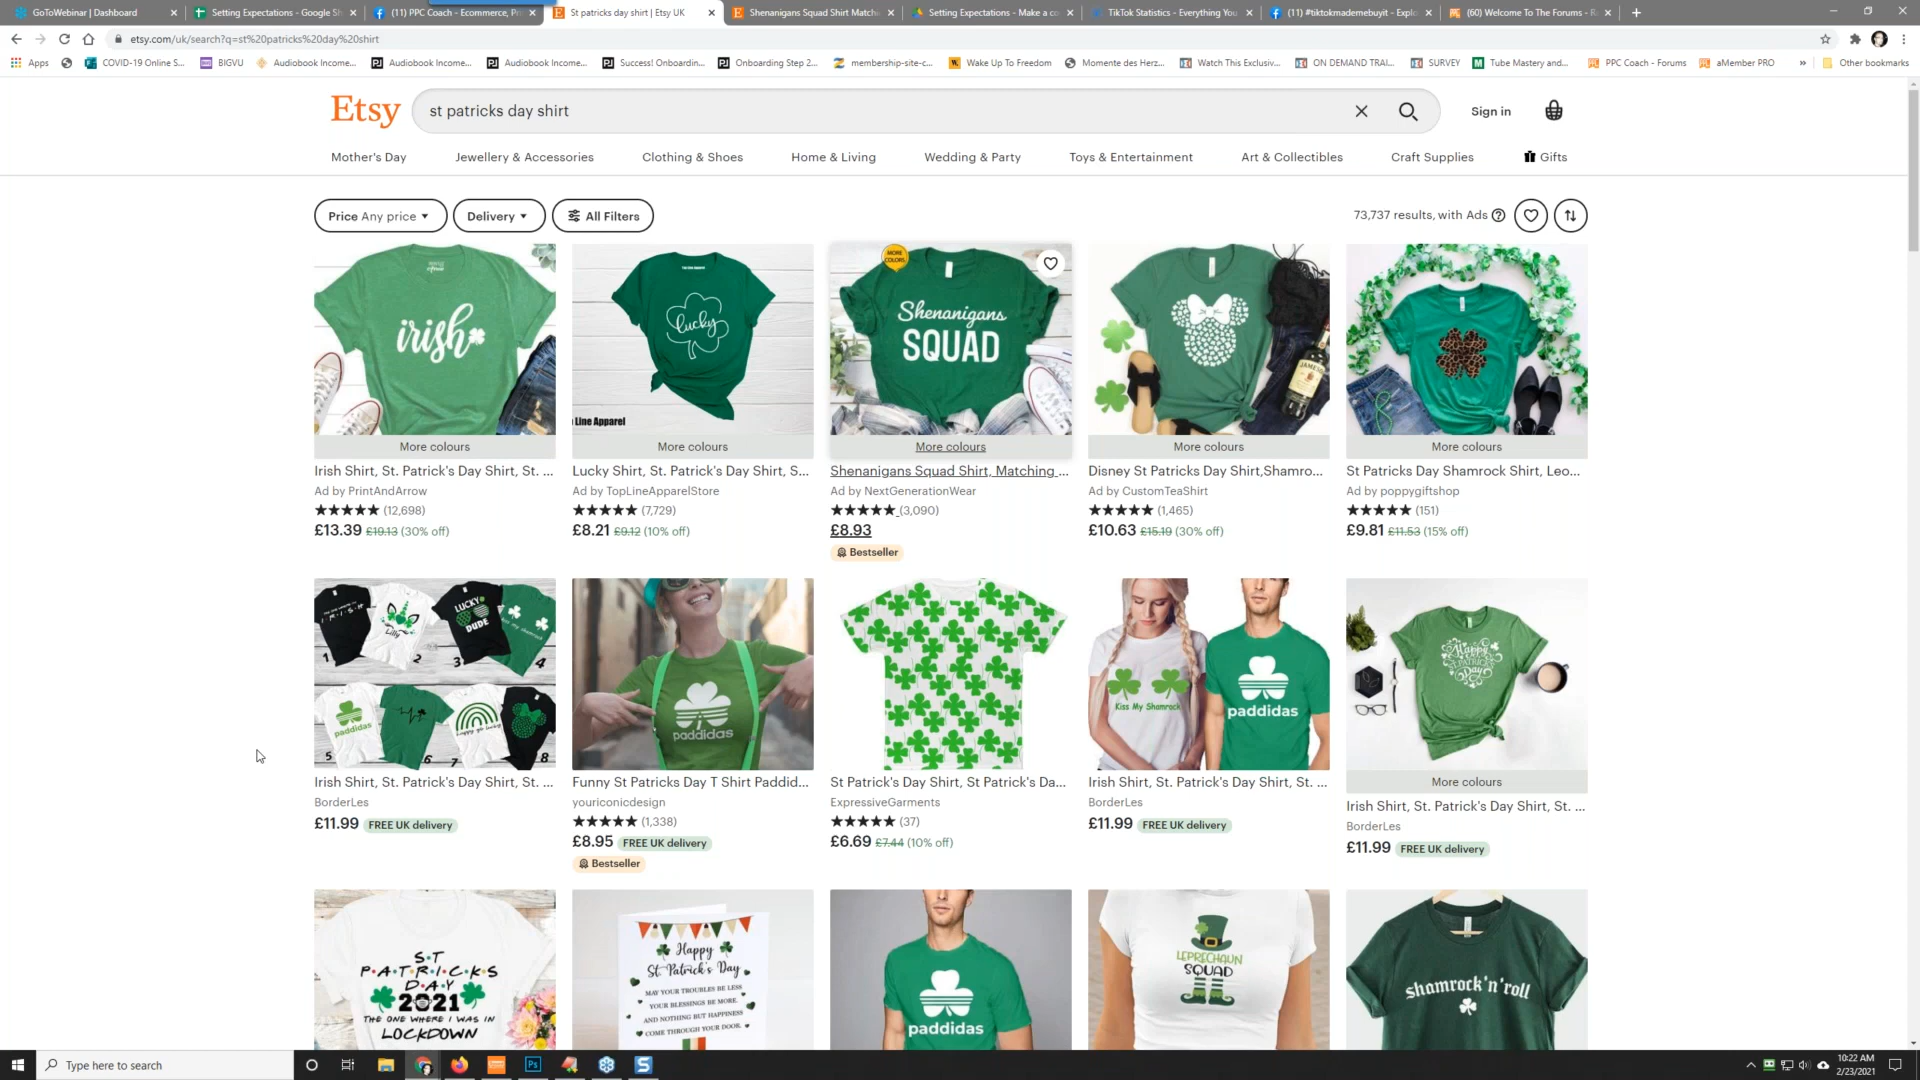 GoToWebinar | Dashboard
Setting Expectations - Google Sh
(11) PPC Coach - Ecommerce, Pri
St patricks day shirt | Etsy UK
Shenanigans Squad Shirt Matchi
Setting Expectations - Make a co
TikTok Statistics - Everything You
(11) #tiktokmademebuyit - Explo
(60) Welcome To The Forums - R
etsy.com/uk/search?q=st%20patricks%20day%20shirt
Apps
COVID-19 Online S...
BIGVU
Audiobook Income...
Audiobook Income...
Audiobook Income...
Success! Onboardin...
Onboarding Step 2...
membership-site-c...
Wake Up To Freedom
Momente des Herz...
Watch This Exclusiv...
ON DEMAND TRAI...
SURVEY
Tube Mastery and...
PPC Coach - Forums
aMember PRO
Other bookmarks
Etsy
st patricks day shirt
Sign in
Mother's Day
Jewellery & Accessories
Clothing & Shoes
Home & Living
Wedding & Party
Toys & Entertainment
Art & Collectibles
Craft Supplies
Gifts
Price Any price
Delivery
All Filters
73,737 results, with Ads
irish
lucky
Line Apparel
MORE COLORS
Shenanigans
SQUAD
JAMESON
More colours
More colours
More colours
More colours
More colours
Irish Shirt, St. Patrick's Day Shirt, St. ...
Lucky Shirt, St. Patrick's Day Shirt, S...
Shenanigans Squad Shirt, Matching ...
Disney St Patricks Day Shirt,Shamro...
St Patricks Day Shamrock Shirt, Leo...
Ad by PrintAndArrow
Ad by TopLineApparelStore
Ad by NextGenerationWear
Ad by CustomTeaShirt
Ad by poppygiftshop
(12,698)
(7,729)
(3,090)
(1,465)
(151)
£13.39 £19.13 (30% off)
£8.21 £9.12 (10% off)
£8.93
£10.63 £15.19 (30% off)
£9.81 £11.53 (15% off)
Bestseller
1
Lilly
2
LUCKY
DUDE
3
4
paddidas
5
6
7
8
paddidas
Kiss My Shamrock
paddidas
Happy
St Patrick's
Day
More colours
Irish Shirt, St. Patrick's Day Shirt, St. ...
Funny St Patricks Day T Shirt Paddid...
St Patrick's Day Shirt, St Patrick's Da...
Irish Shirt, St. Patrick's Day Shirt, St. ...
Irish Shirt, St. Patrick's Day Shirt, St. ...
BorderLes
youriconicdesign
ExpressiveGarments
BorderLes
BorderLes
£11.99 FREE UK delivery
(1,338)
(37)
£11.99 FREE UK delivery
£11.99 FREE UK delivery
£8.95 FREE UK delivery
£6.69 £7.44 (10% off)
Bestseller
S•T
P•A•T•R•I•C•K•S
D•A•Y
2021
THE ONE WHERE I WAS IN
LOCKDOWN
Happy
St. Patrick's Day
MAY YOUR TROUBLES BE LESS
YOUR BLESSINGS BE MORE.
AND NOTHING BUT HAPPINESS
COME THROUGH YOUR DOOR.
paddidas
LEPRECHAUN
SQUAD
shamrock'n'roll
Type here to search
Ps
10:22 AM
2/23/2021